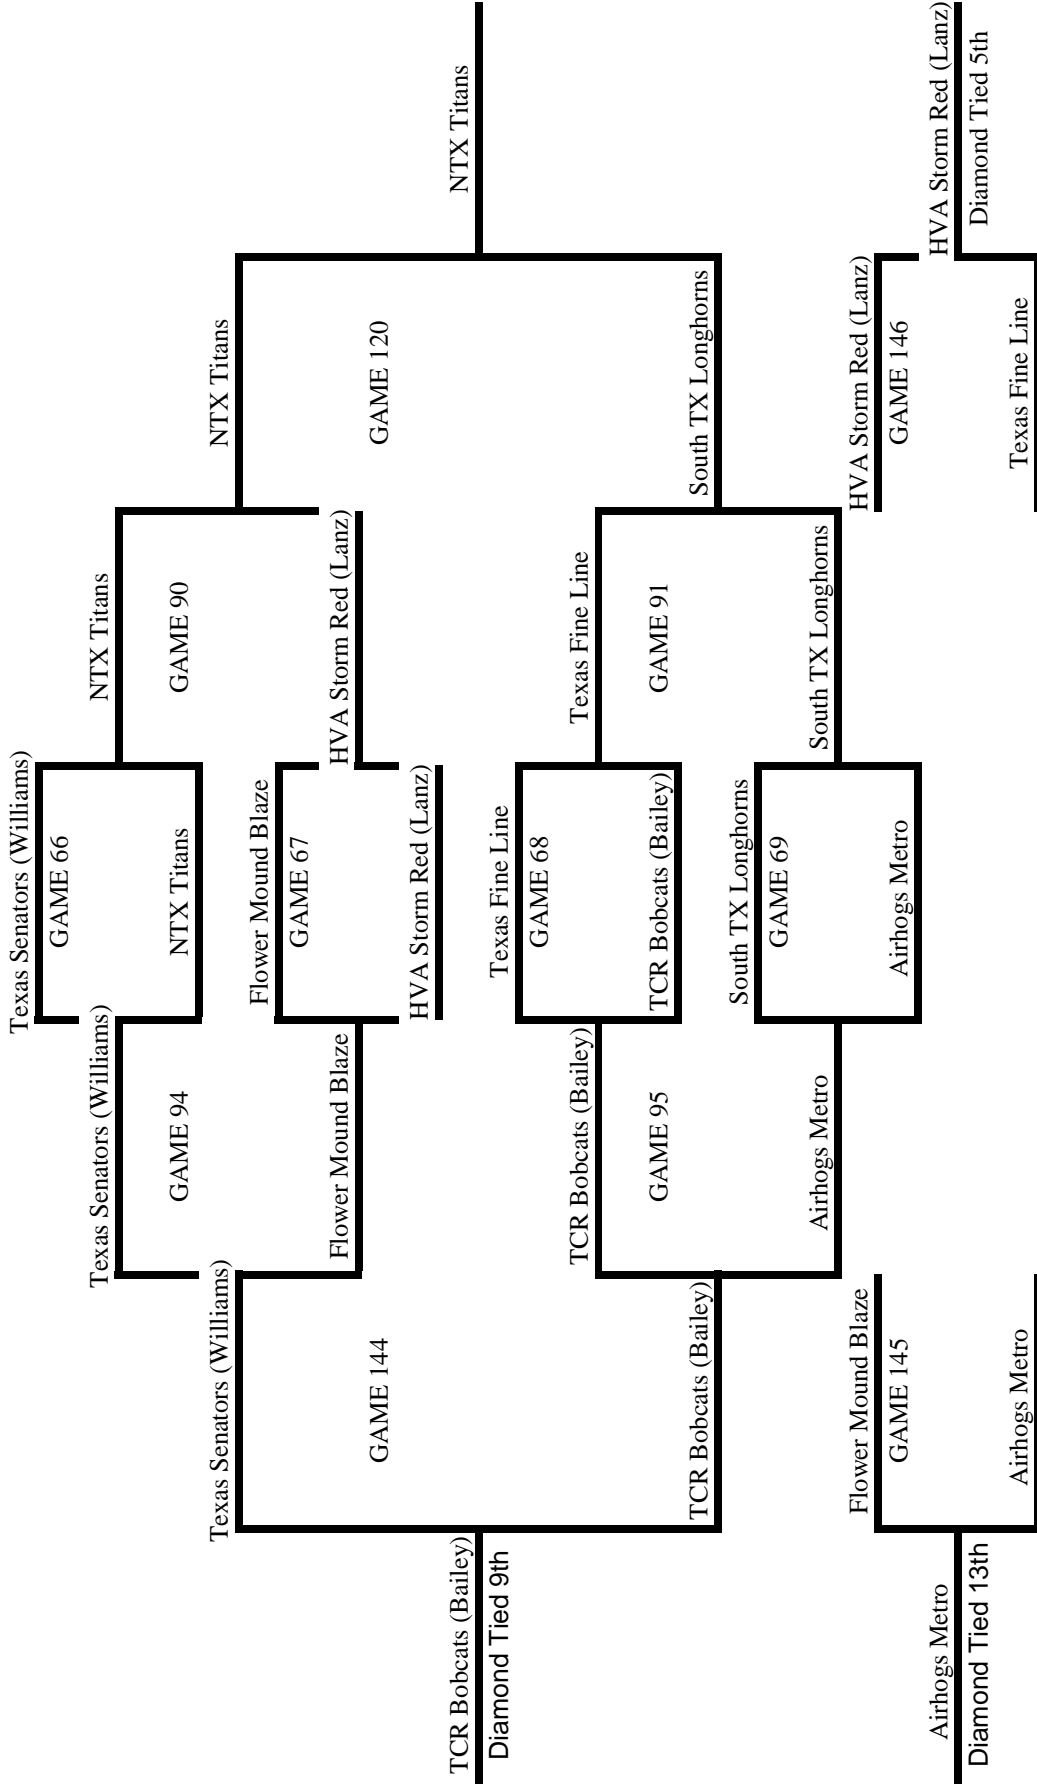 Texas Senators (Williams)
GAME 66
Texas Senators (Williams)
NTX Titans
GAME 94
NTX Titans
GAME 90
Texas Senators (Williams)
Flower Mound Blaze
NTX Titans
GAME 67
Flower Mound Blaze
HVA Storm Red (Lanz)
GAME 144
HVA Storm Red (Lanz)
GAME 120
TCR Bobcats (Bailey)
NTX Titans
Diamond Tied 9th
Texas Fine Line
GAME 68
TCR Bobcats (Bailey)
Texas Fine Line
GAME 95
TCR Bobcats (Bailey)
GAME 91
TCR Bobcats (Bailey)
South TX Longhorns
South TX Longhorns
GAME 69
Airhogs Metro
South TX Longhorns
Airhogs Metro
Flower Mound Blaze
GAME 145
HVA Storm Red (Lanz)
GAME 146
Airhogs Metro
Diamond Tied 13th
HVA Storm Red (Lanz)
Diamond Tied 5th
Airhogs Metro
Texas Fine Line